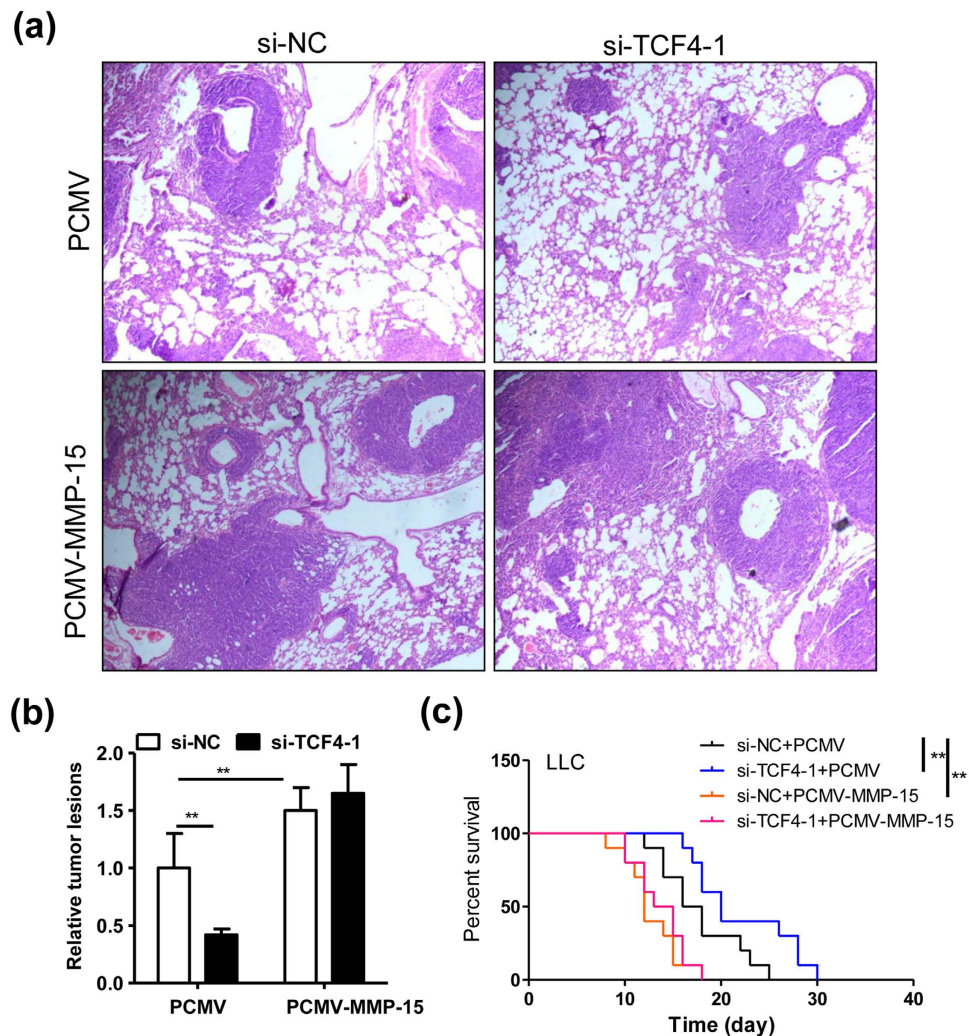 (a)
si-NC
si-TCF4-1
PCMV
PCMV-MMP-15
(b)
si-NC
si-TCF4-1
Relative tumor lesions
2.0
1.5
1.0
0.5
0.0
**
**
PCMV
PCMV-MMP-15
(c)
LLC
si-NC+PCMV
si-TCF4-1+PCMV
si-NC+PCMV-MMP-15
si-TCF4-1+PCMV-MMP-15
**
**
Percent survival
150
100
50
0
0
10
20
30
40
Time (day)